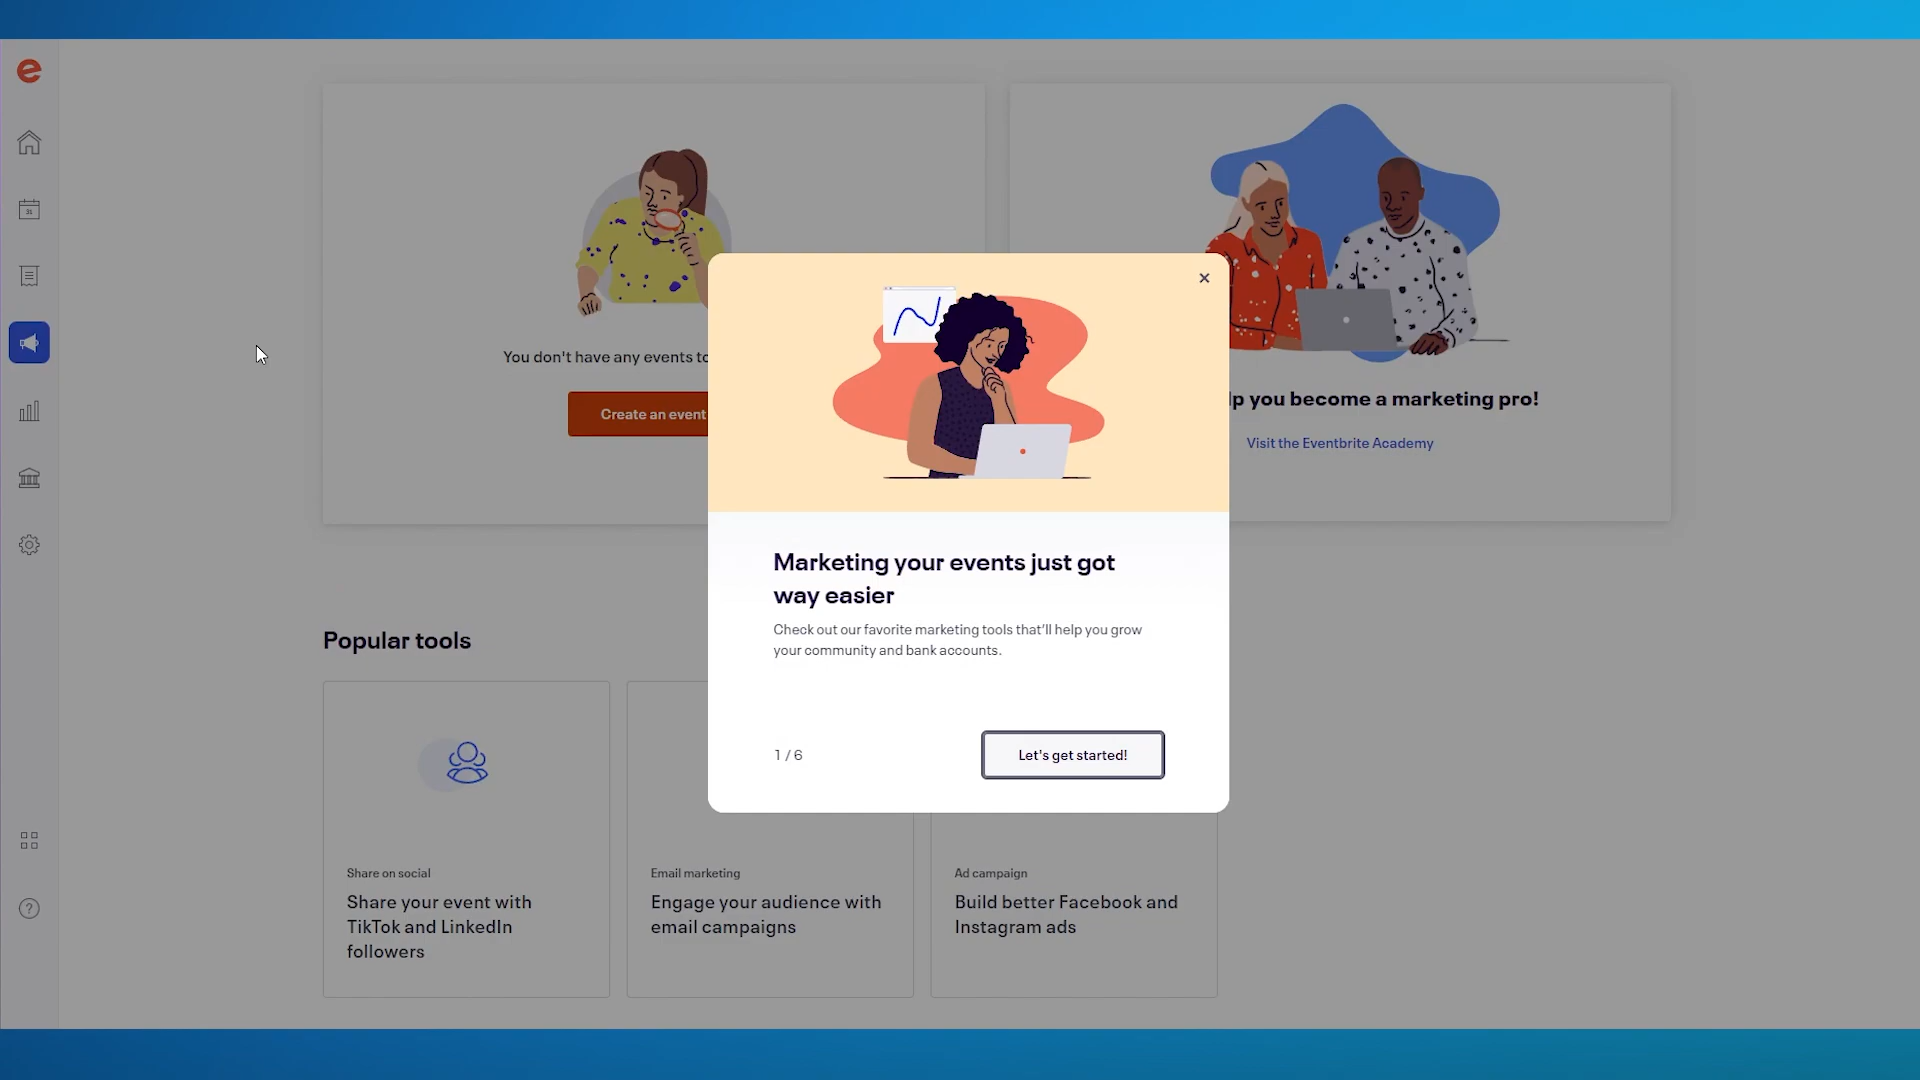 31
You don't have any events to
Create an event
p you become a marketing pro!
Visit the Eventbrite Academy
Marketing your events just got
way easier
Check out our favorite marketing tools that'll help you grow
your community and bank accounts.
1 / 6
Let's get started!
Popular tools
Share on social
Share your event with
TikTok and LinkedIn
followers
Email marketing
Engage your audience with
email campaigns
Ad campaign
Build better Facebook and
Instagram ads